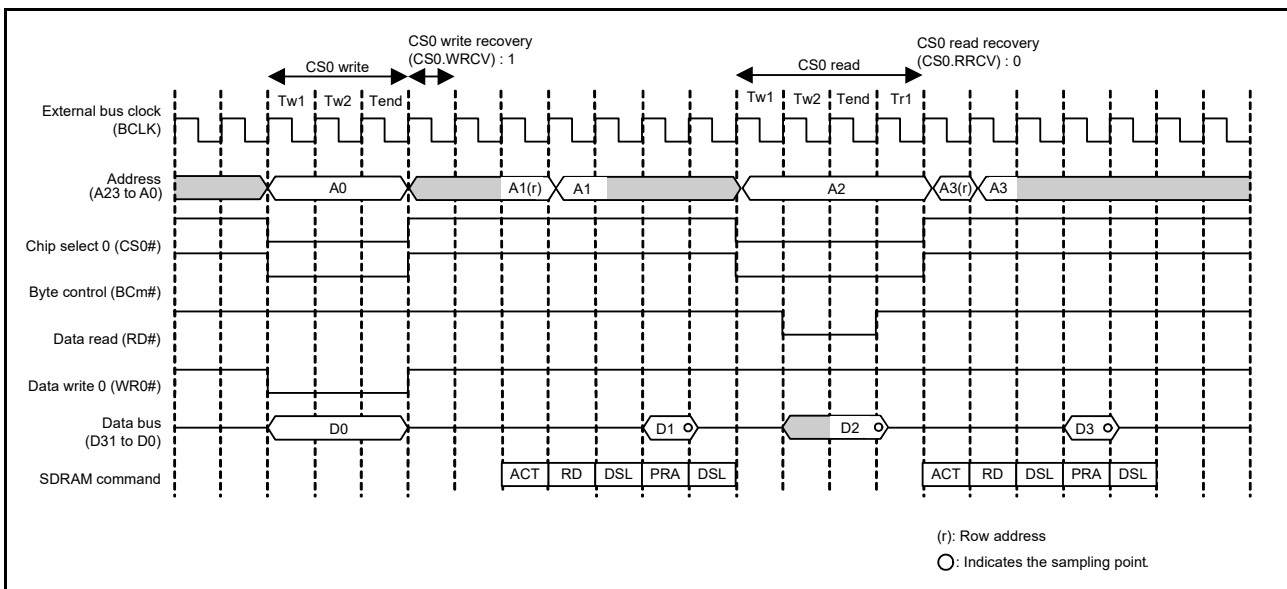 CS0 write recovery
(CS0.WRCV) : 1
CS0 read recovery
(CS0.RRCV) : 0
CS0 write
CS0 read
Tw1 Tw2 Tend
Tw1 Tw2 Tend Tr1
External bus clock
(BCLK)
Address
(A23 to A0)
A0 A1(r) A1 A2 A3(r) A3
Chip select 0 (CS0#)
Byte control (BCm#)
Data read (RD#)
Data write 0 (WR0#)
Data bus
(D31 to D0)
D0 D1 D2 D3
SDRAM command
ACT RD DSL PRA DSL
ACT RD DSL PRA DSL
(r): Row address
: Indicates the sampling point.